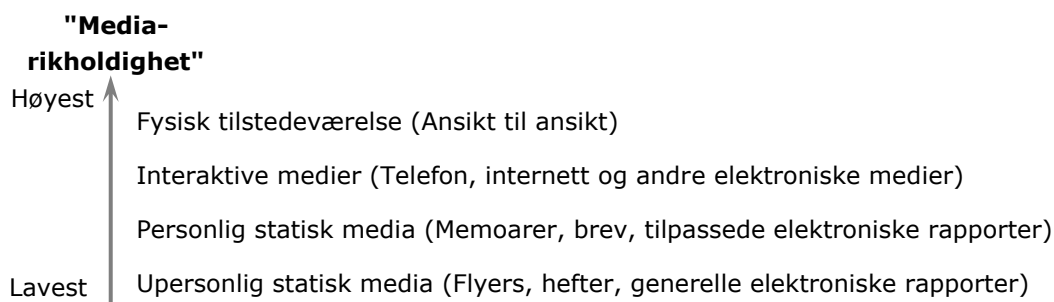 "Media-
rikholdighet"
Høyest
Fysisk tilstedeværelse (Ansikt til ansikt)
Interaktive medier (Telefon, internett og andre elektroniske medier)
Personlig statisk media (Memoarer, brev, tilpassede elektroniske rapporter)
Lavest
Upersonlig statisk media (Flyers, hefter, generelle elektroniske rapporter)